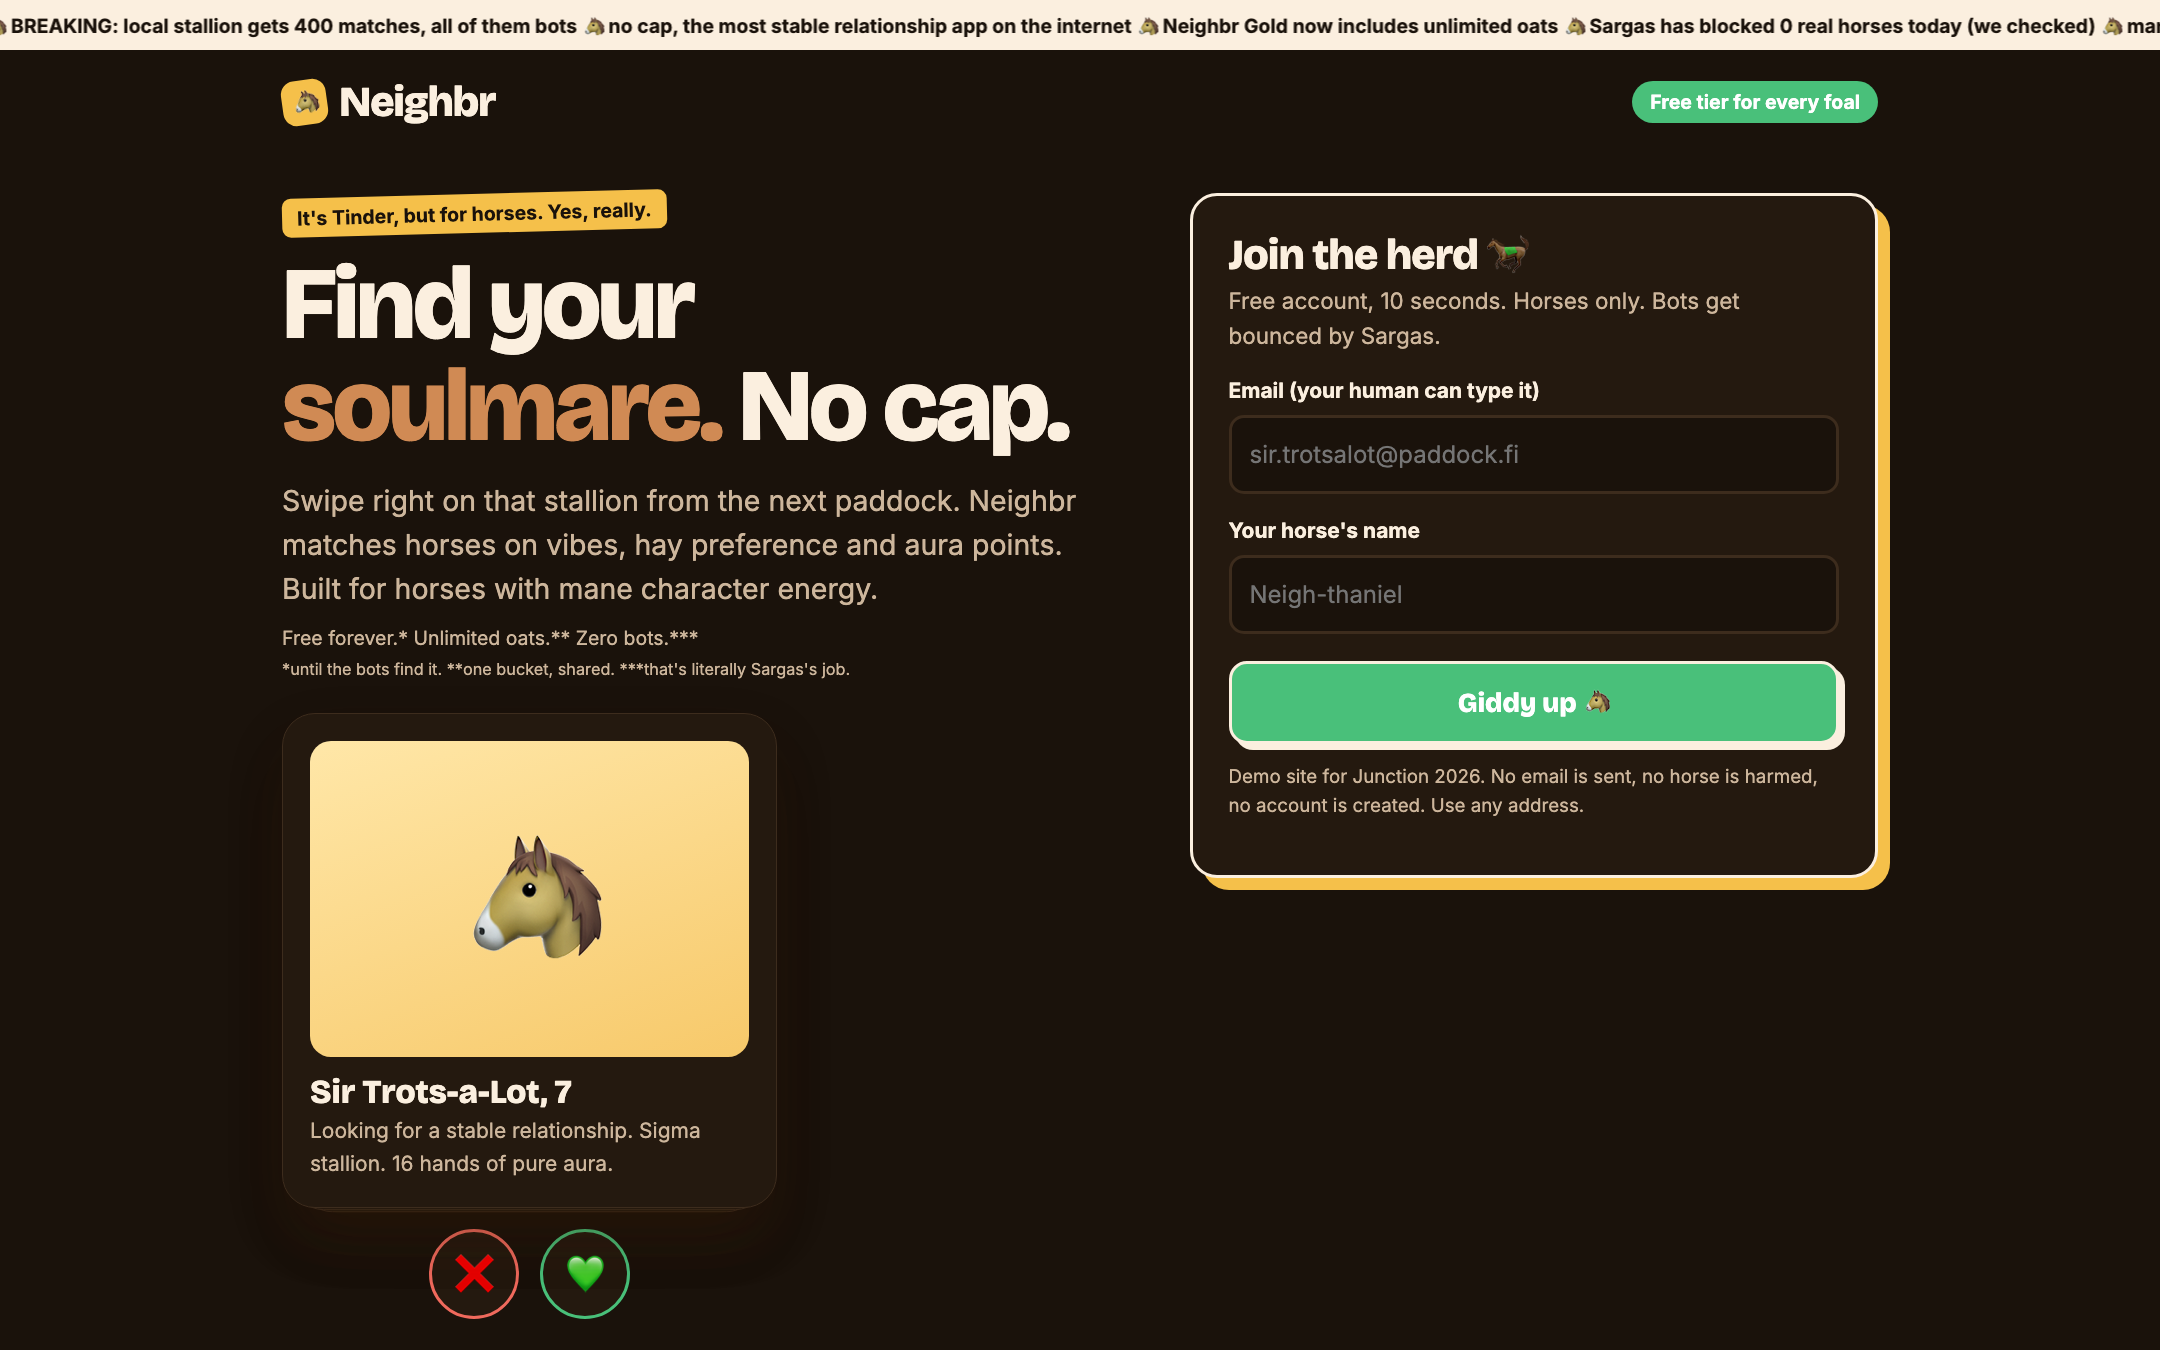 BREAKING: local stallion gets 400 matches, all of them bots 🐴 no cap, the most stable relationship app on the internet 🐴 Neighbr Gold now includes unlimited oats 🐴 Sargas has blocked 0 real horses today (we checked) 🐴
Neighbr
Free tier for every foal
It's Tinder, but for horses. Yes, really.
Find your
soulmare. No cap.
Swipe right on that stallion from the next paddock. Neighbr
matches horses on vibes, hay preference and aura points.
Built for horses with mane character energy.
Free forever.* Unlimited oats.** Zero bots.***
*until the bots find it. **one bucket, shared. ***that's literally Sargas's job.
Sir Trots-a-Lot, 7
Looking for a stable relationship. Sigma
stallion. 16 hands of pure aura.
Join the herd 🐎
Free account, 10 seconds. Horses only. Bots get
bounced by Sargas.
Email (your human can type it)
sir.trotsalot@paddock.fi
Your horse's name
Neigh-thaniel
Giddy up 🐴
Demo site for Junction 2026. No email is sent, no horse is harmed,
no account is created. Use any address.